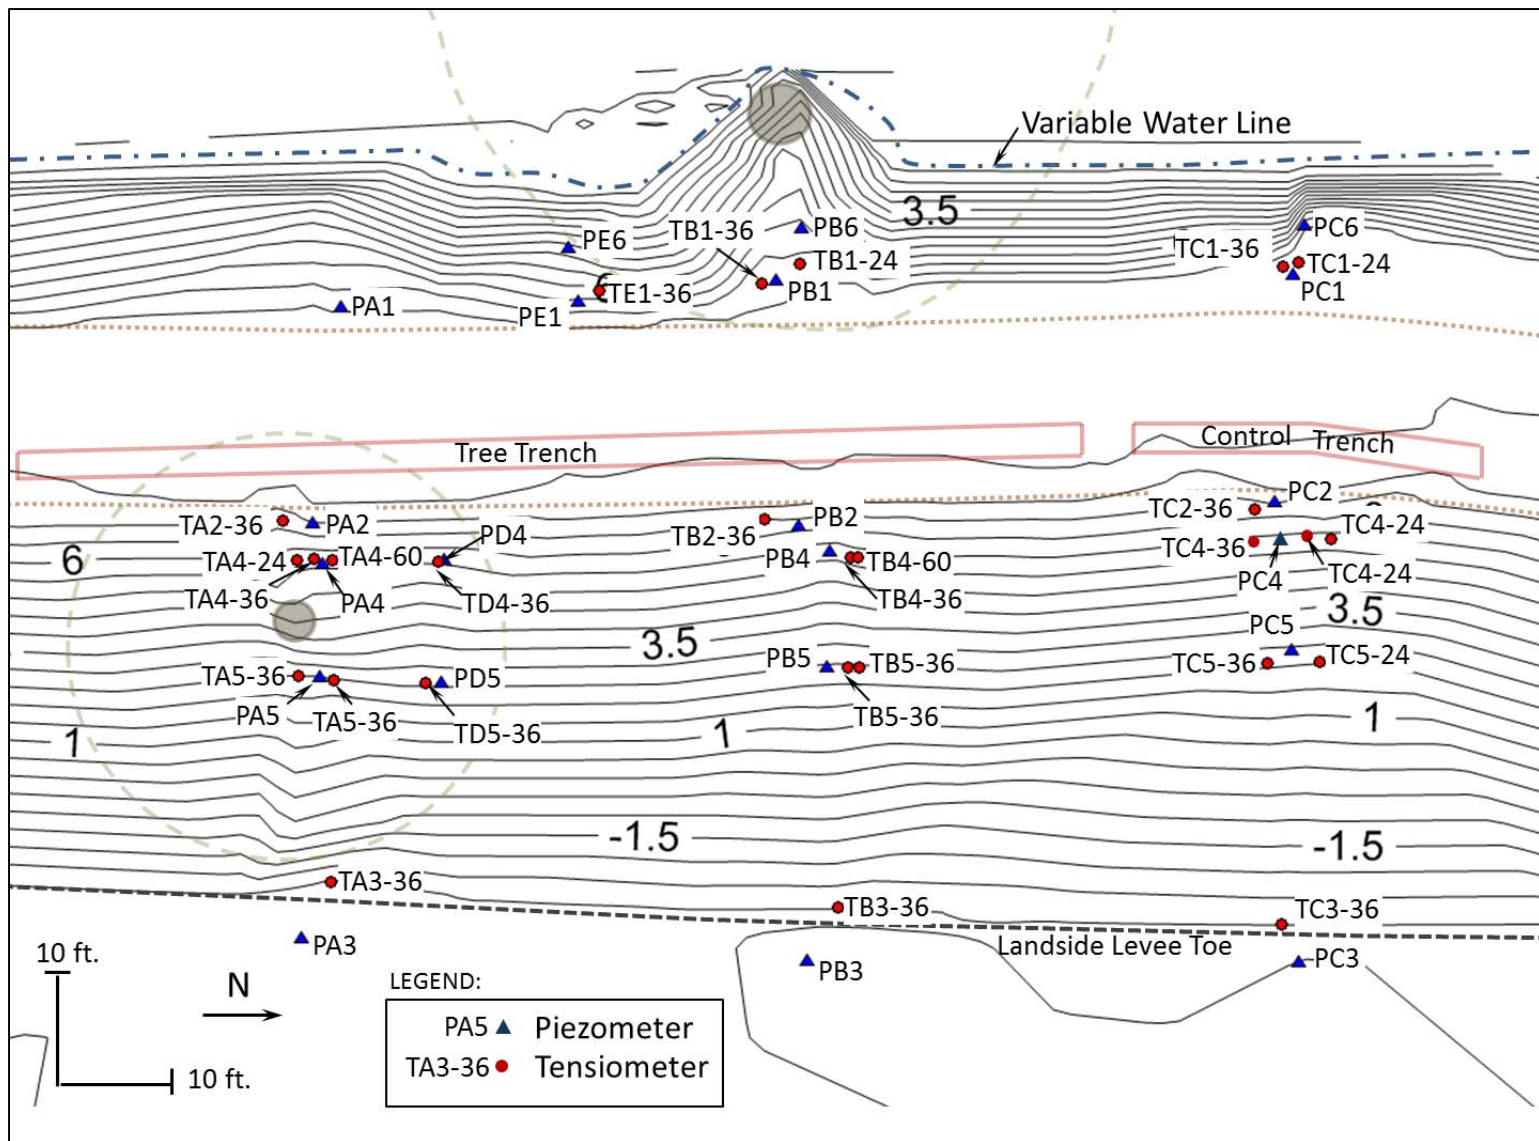 Variable Water Line
3.5
TB1-36
PB6
PE6
TC1-36
PC6
TB1-24
TC1-24
TE1-36
PB1
PC1
PA1
PE1
Tree Trench
Control Trench
TA2-36
PA2
PD4
TB2-36
PB2
TC2-36
PC2
TC4-24
6
TA4-24
TA4-60
PB4
TB4-60
TC4-36
PC4
TC4-24
TA4-36
PA4
TD4-36
TB4-36
3.5
3.5
PC5
TA5-36
PD5
PB5
TB5-36
TC5-36
TC5-24
PA5
TA5-36
TD5-36
TB5-36
1
1
1
-1.5
-1.5
TA3-36
TB3-36
TC3-36
PA3
Landside Levee Toe
PB3
PC3
10 ft.
N
10 ft.
LEGEND:
PA5 Piezometer
TA3-36 Tensiometer